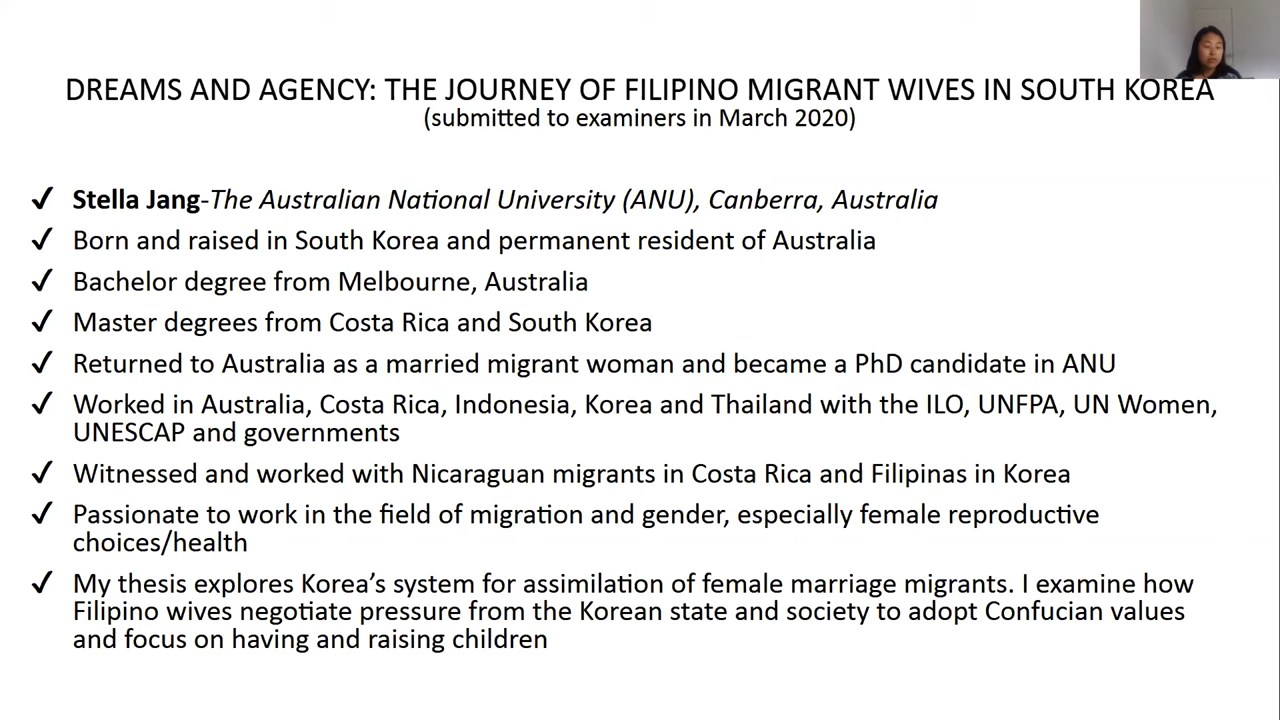 DREAMS AND AGENCY: THE JOURNEY OF FILIPINO MIGRANT WIVES IN SOUTH KOREA
(submitted to examiners in March 2020)
✓ Stella Jang-The Australian National University (ANU), Canberra, Australia
✓ Born and raised in South Korea and permanent resident of Australia
✓ Bachelor degree from Melbourne, Australia
✓ Master degrees from Costa Rica and South Korea
✓ Returned to Australia as a married migrant woman and became a PhD candidate in ANU
✓ Worked in Australia, Costa Rica, Indonesia, Korea and Thailand with the ILO, UNFPA, UN Women,
UNESCAP and governments
✓ Witnessed and worked with Nicaraguan migrants in Costa Rica and Filipinas in Korea
✓ Passionate to work in the field of migration and gender, especially female reproductive
choices/health
✓ My thesis explores Korea’s system for assimilation of female marriage migrants. I examine how
Filipino wives negotiate pressure from the Korean state and society to adopt Confucian values
and focus on having and raising children